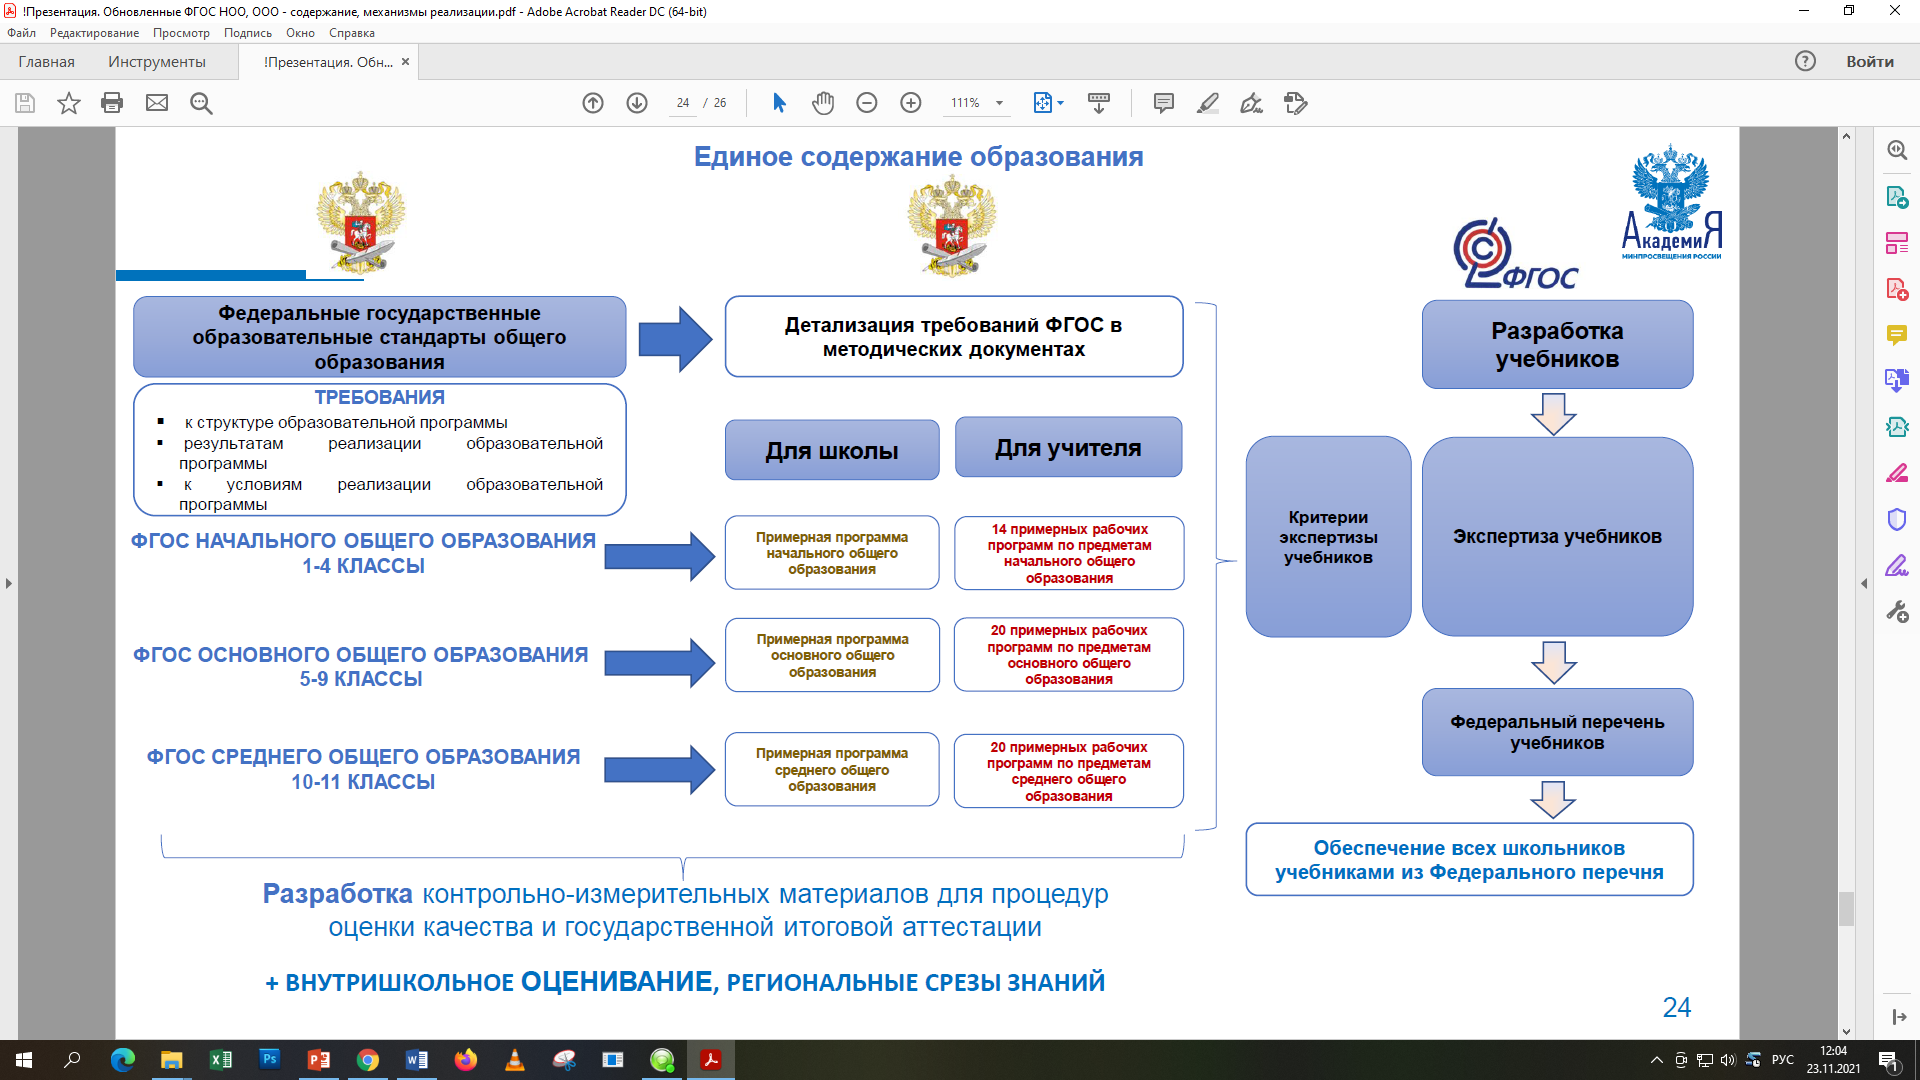 !Презентация. Обновленные ФГОС НОО, ООО - содержание, механизмы реализации.pdf - Adobe Acrobat Reader DC (64-bit)
Файл Редактирование Просмотр Подпись Окно Справка
Главная Инструменты !Презентация. Обн... Войти
24 / 26 111%
Единое содержание образования
АкадемиЯ
МИНПРОСВЕЩЕНИЯ РОССИИ
ФГОС
Федеральные государственные
образовательные стандарты общего
образования
ТРЕБОВАНИЯ
▪ к структуре образовательной программы
▪ результатам реализации образовательной
программы
▪ к условиям реализации образовательной
программы
Детализация требований ФГОС в
методических документах
Для школы
Для учителя
ФГОС НАЧАЛЬНОГО ОБЩЕГО ОБРАЗОВАНИЯ
1-4 КЛАССЫ
Примерная программа
начального общего
образования
14 примерных рабочих
программ по предметам
начального общего
образования
ФГОС ОСНОВНОГО ОБЩЕГО ОБРАЗОВАНИЯ
5-9 КЛАССЫ
Примерная программа
основного общего
образования
20 примерных рабочих
программ по предметам
основного общего
образования
ФГОС СРЕДНЕГО ОБЩЕГО ОБРАЗОВАНИЯ
10-11 КЛАССЫ
Примерная программа
среднего общего
образования
20 примерных рабочих
программ по предметам
среднего общего
образования
Разработка
учебников
Критерии
экспертизы
учебников
Экспертиза учебников
Федеральный перечень
учебников
Обеспечение всех школьников
учебниками из Федерального перечня
Разработка контрольно-измерительных материалов для процедур
оценки качества и государственной итоговой аттестации
+ ВНУТРИШКОЛЬНОЕ ОЦЕНИВАНИЕ, РЕГИОНАЛЬНЫЕ СРЕЗЫ ЗНАНИЙ
24
Ps
РУС
12:04
23.11.2021
1